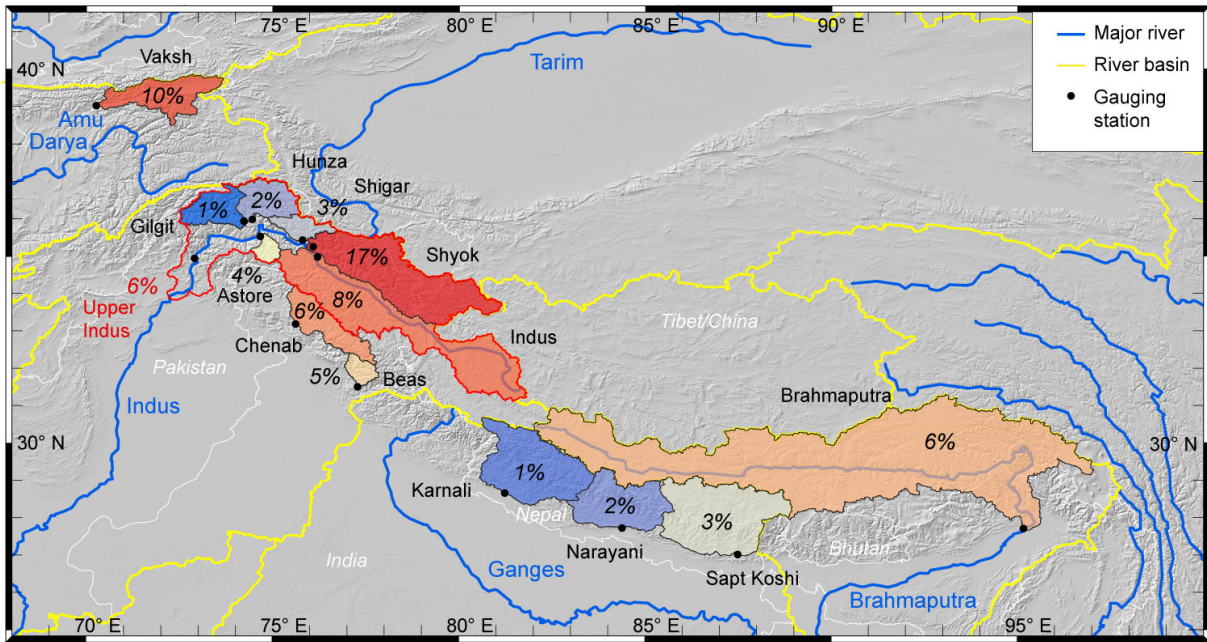 75° E
80° E
85° E
90° E
40° N
Vaksh
10%
Amu
Darya
Tarim
Major river
River basin
Gauging
station
Hunza
Shigar
3%
2%
1%
Gilgit
Shyok
17%
6%
Upper
Indus
4%
Astore
8%
6%
Chenab
Indus
Tibet/China
Pakistan
5%
Beas
Indus
Brahmaputra
30° N
30° N
6%
1%
Karnali
2%
Nepal
3%
Narayani
Sapt Koshi
Bhutan
India
Ganges
Brahmaputra
70° E
75° E
80° E
85° E
90° E
95° E